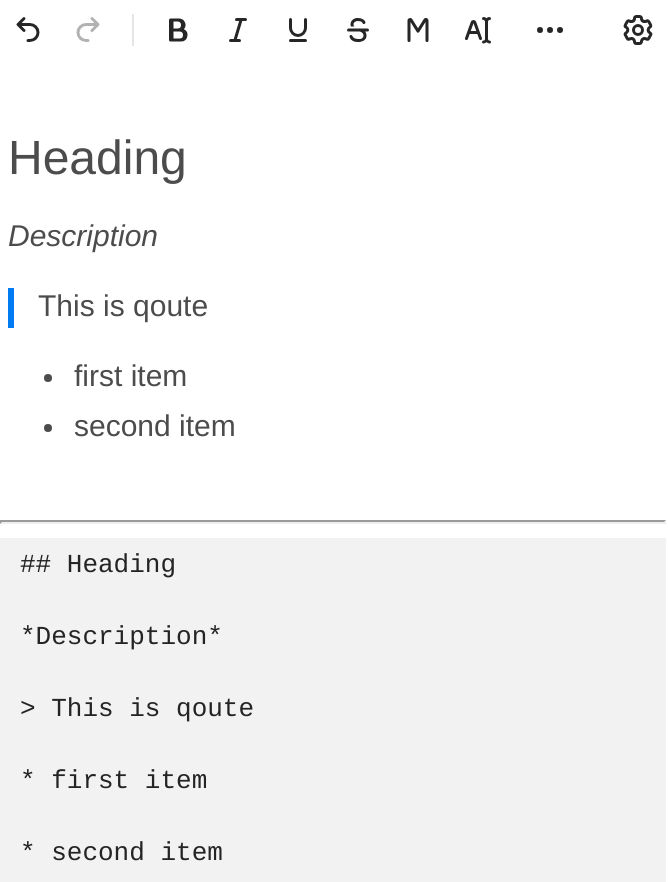 Heading
Description
This is qoute
• first item
• second item
## Heading
*Description*
> This is qoute
* first item
* second item